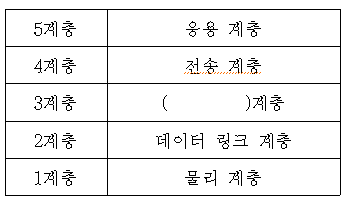 5계층 응용 계층
4계층 전송 계층
3계층 (          )계층
2계층 데이터 링크 계층
1계층 물리 계층